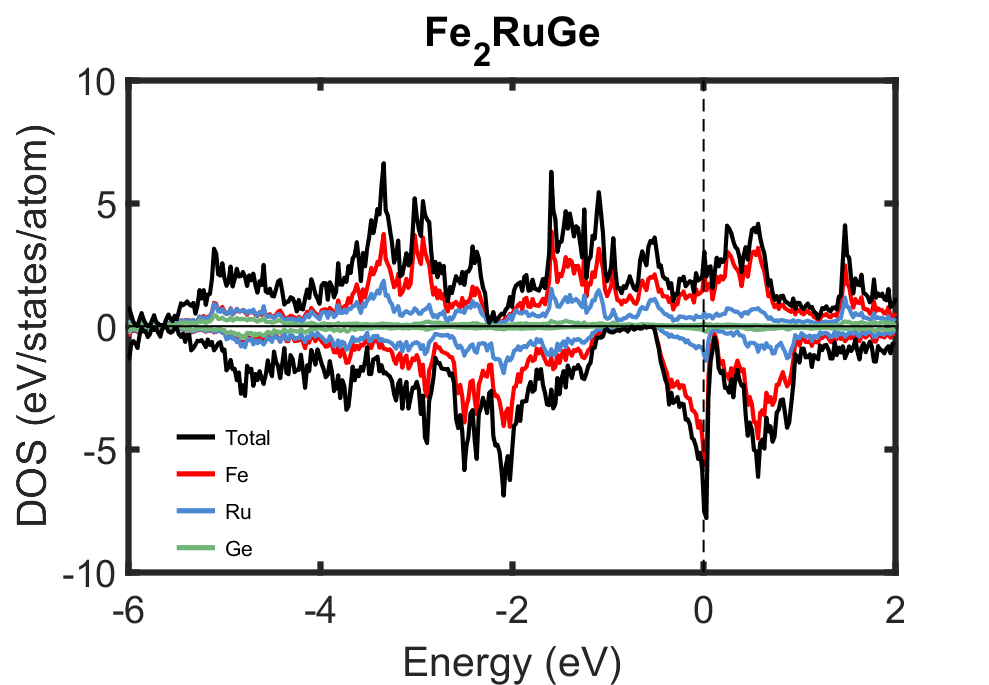 Fe₂RuGe
10
5
0
-5
-10
DOS (eV/states/atom)
Total
Fe
Ru
Ge
-6 -4 -2 0 2
Energy (eV)